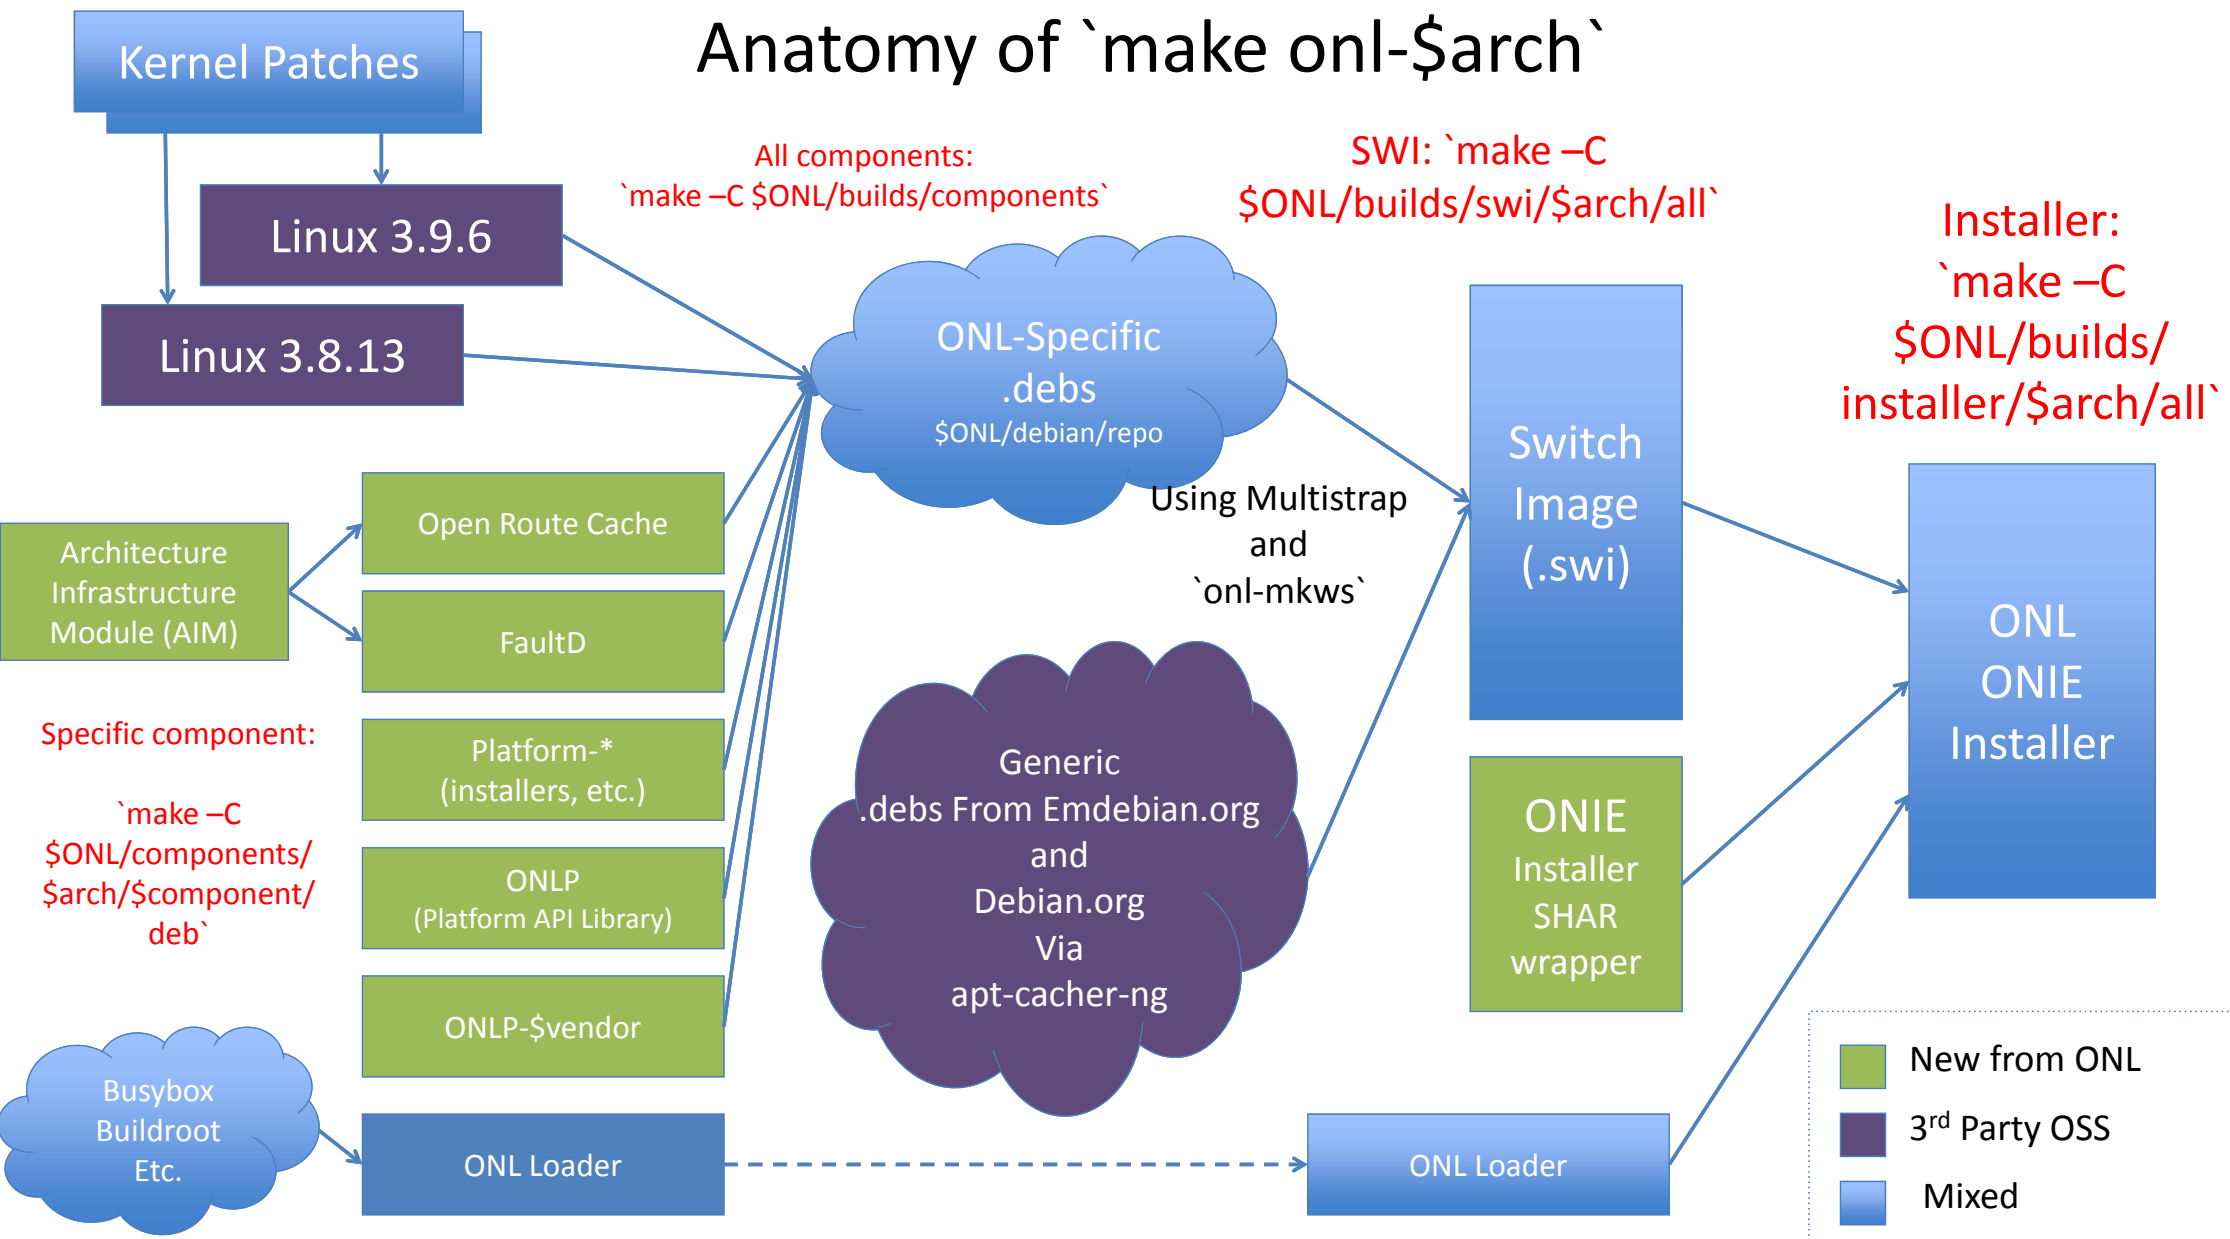 Anatomy of `make onl-$arch`
Kernel Patches
Linux 3.9.6
Linux 3.8.13
All components:
`make –C $ONL/builds/components`
SWI: `make –C
$ONL/builds/swi/$arch/all`
Installer:
`make –C
$ONL/builds/
installer/$arch/all`
ONL-Specific
.debs
$ONL/debian/repo
Using Multistrap
and
`onl-mkws`
Switch
Image
(.swi)
ONL
ONIE
Installer
Architecture
Infrastructure
Module (AIM)
Open Route Cache
FaultD
Platform-*
(installers, etc.)
ONLP
(Platform API Library)
ONLP-$vendor
Specific component:
`make –C
$ONL/components/
$arch/$component/
deb`
Generic
.debs From Emdebian.org
and
Debian.org
Via
apt-cacher-ng
ONIE
Installer
SHAR
wrapper
Busybox
Buildroot
Etc.
ONL Loader
ONL Loader
New from ONL
3rd Party OSS
Mixed